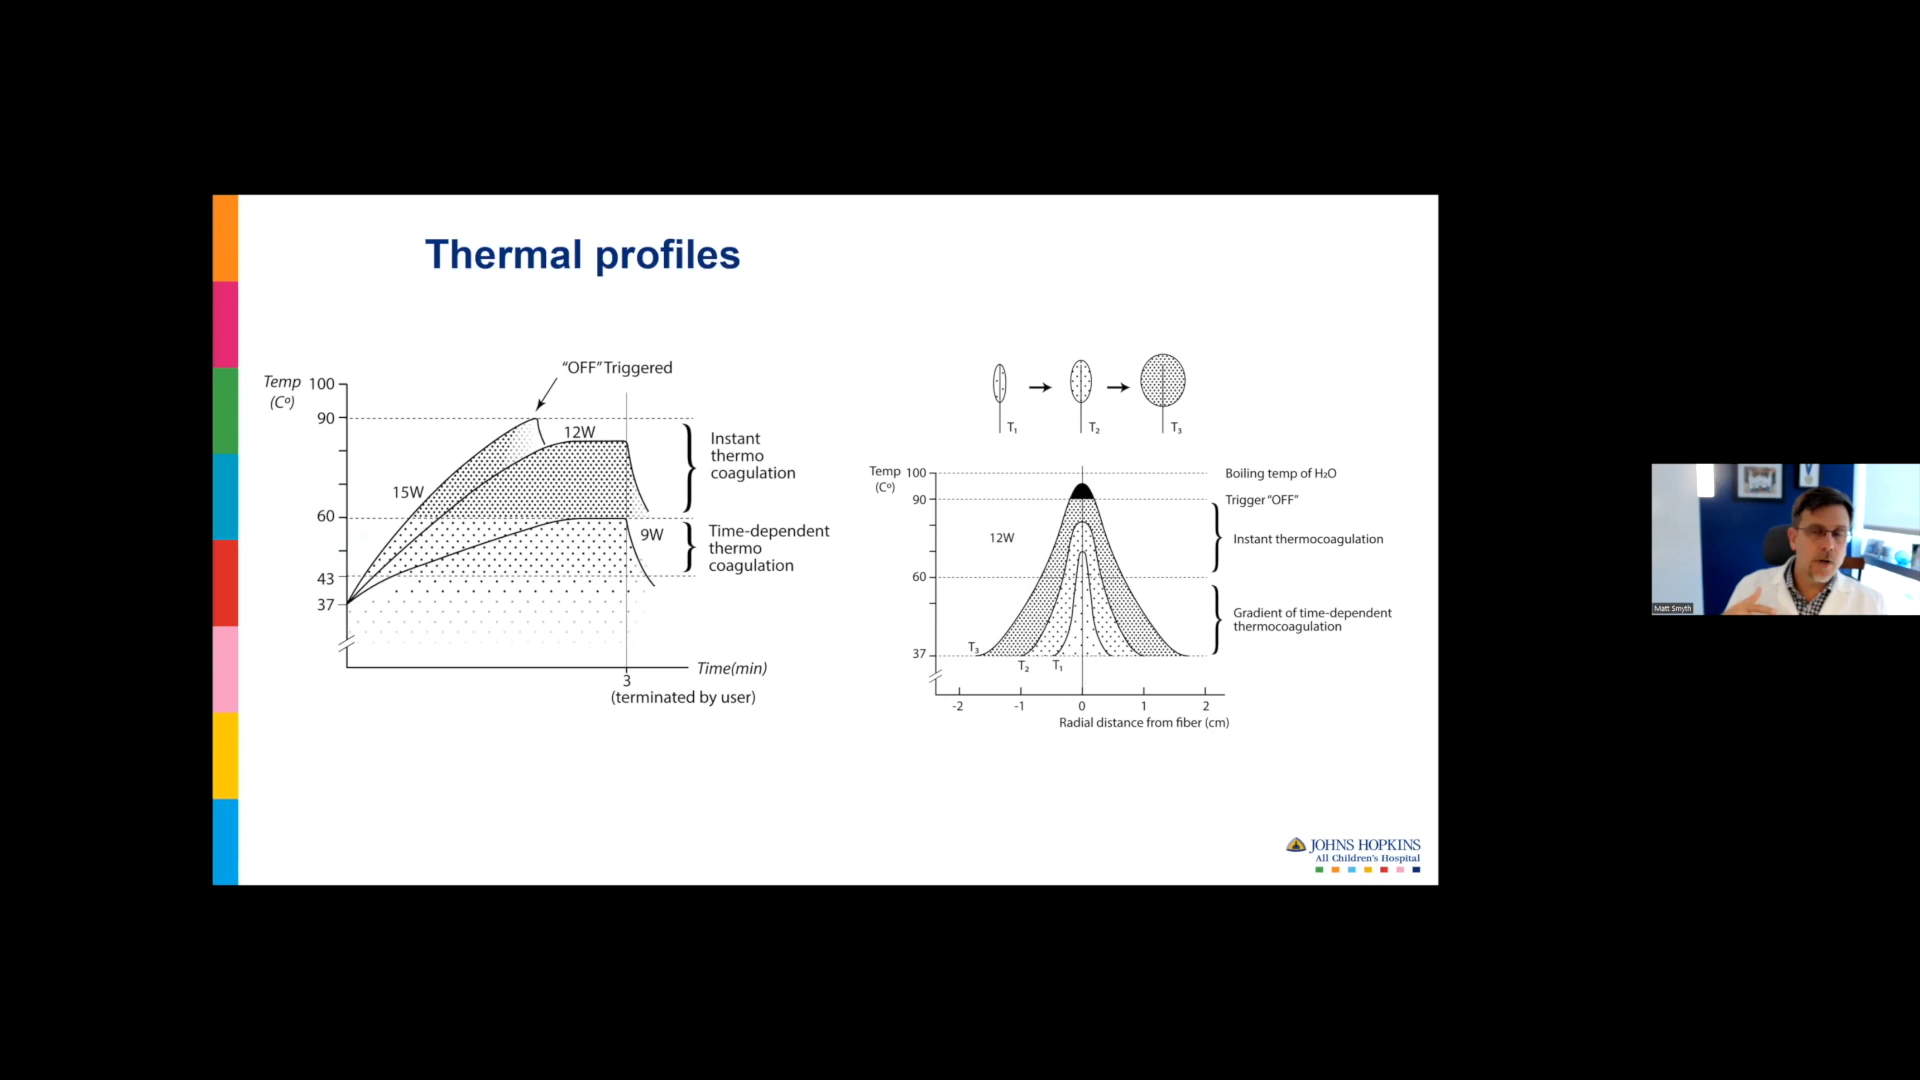 Thermal profiles
"OFF" Triggered
Temp
(Cº)
100
90
60
43
37
15W
12W
9W
Instant
thermo
coagulation
Time-dependent
thermo
coagulation
Time(min)
3
(terminated by user)
T1
T2
T3
Temp
(Cº)
100
90
60
37
12W
Boiling temp of H2O
Trigger "OFF"
Instant thermocoagulation
Gradient of time-dependent
thermocoagulation
T3
T2
T1
-2 -1 0 1 2
Radial distance from fiber (cm)
JOHNS HOPKINS
All Children's Hospital
Matt Smyth